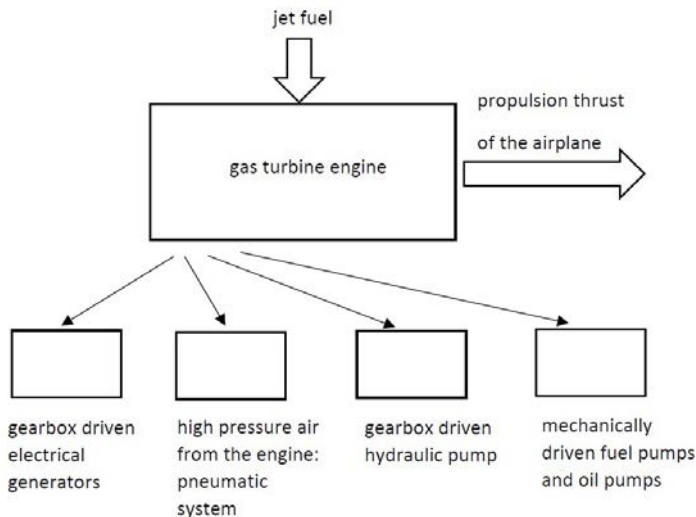 jet fuel
propulsion thrust
of the airplane
gas turbine engine
gearbox driven
electrical
generators
high pressure air
from the engine:
pneumatic
system
gearbox driven
hydraulic pump
mechanically
driven fuel pumps
and oil pumps